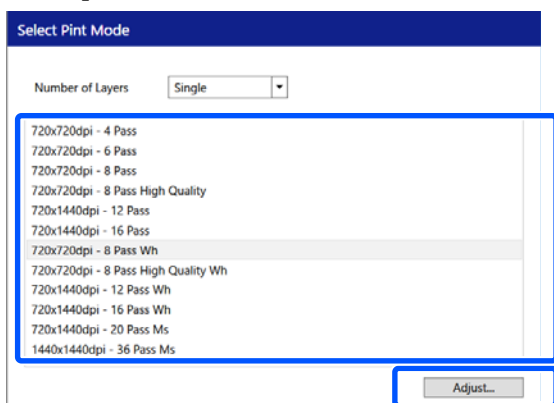 Select Pint Mode
Number of Layers Single
720x720dpi - 4 Pass
720x720dpi - 6 Pass
720x720dpi - 8 Pass
720x720dpi - 8 Pass High Quality
720x1440dpi - 12 Pass
720x1440dpi - 16 Pass
720x720dpi - 8 Pass Wh
720x720dpi - 8 Pass High Quality Wh
720x1440dpi - 12 Pass Wh
720x1440dpi - 16 Pass Wh
720x1440dpi - 20 Pass Ms
1440x1440dpi - 36 Pass Ms
Adjust...